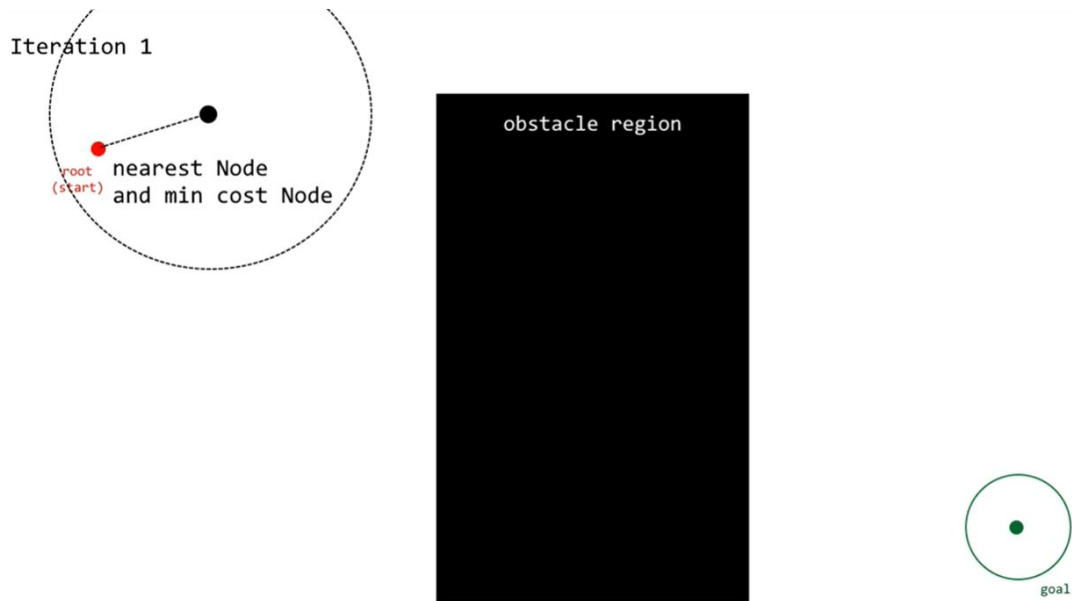 Iteration 1
obstacle region
root
(start)
nearest Node
and min cost Node
goal